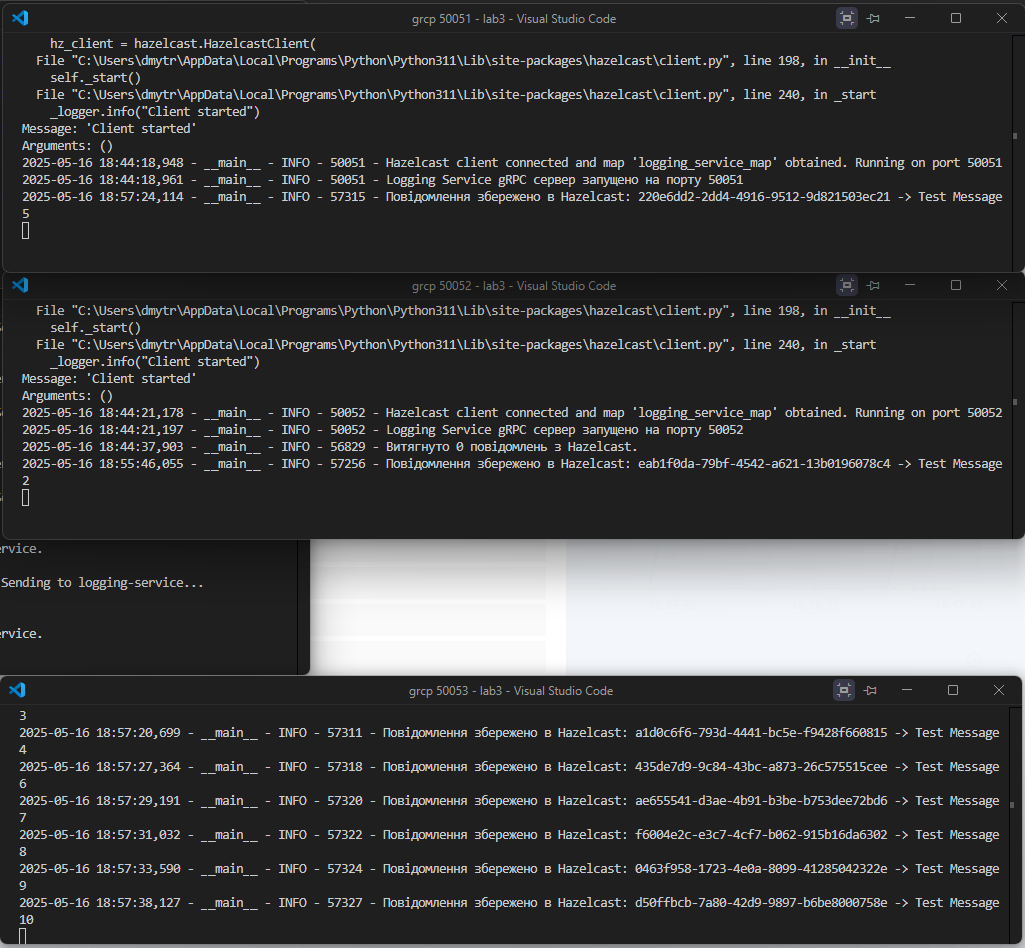 grcp 50051 - lab3 - Visual Studio Code
hz_client = hazelcast.HazelcastClient(
File "C:\Users\dmytr\AppData\Local\Programs\Python\Python311\Lib\site-packages\hazelcast\client.py", line 198, in __init__
self._start()
File "C:\Users\dmytr\AppData\Local\Programs\Python\Python311\Lib\site-packages\hazelcast\client.py", line 240, in _start
_logger.info("Client started")
Message: 'Client started'
Arguments: ()
2025-05-16 18:44:18,948 - __main__ - INFO - 50051 - Hazelcast client connected and map 'logging_service_map' obtained. Running on port 50051
2025-05-16 18:44:18,961 - __main__ - INFO - 50051 - Logging Service gRPC сервер запущено на порту 50051
2025-05-16 18:57:24,114 - __main__ - INFO - 57315 - Повідомлення збережено в Hazelcast: 220e6dd2-2dd4-4916-9512-9d821503ec21 -> Test Message
5
grcp 50052 - lab3 - Visual Studio Code
File "C:\Users\dmytr\AppData\Local\Programs\Python\Python311\Lib\site-packages\hazelcast\client.py", line 198, in __init__
self._start()
File "C:\Users\dmytr\AppData\Local\Programs\Python\Python311\Lib\site-packages\hazelcast\client.py", line 240, in _start
_logger.info("Client started")
Message: 'Client started'
Arguments: ()
2025-05-16 18:44:21,178 - __main__ - INFO - 50052 - Hazelcast client connected and map 'logging_service_map' obtained. Running on port 50052
2025-05-16 18:44:21,197 - __main__ - INFO - 50052 - Logging Service gRPC сервер запущено на порту 50052
2025-05-16 18:44:37,903 - __main__ - INFO - 56829 - Витягнуто 0 повідомлень з Hazelcast.
2025-05-16 18:55:46,055 - __main__ - INFO - 57256 - Повідомлення збережено в Hazelcast: eab1f0da-79bf-4542-a621-13b0196078c4 -> Test Message
2
rvice.
Sending to logging-service...
ervice.
grcp 50053 - lab3 - Visual Studio Code
3
2025-05-16 18:57:20,699 - __main__ - INFO - 57311 - Повідомлення збережено в Hazelcast: a1d0c6f6-793d-4441-bc5e-f9428f660815 -> Test Message
4
2025-05-16 18:57:27,364 - __main__ - INFO - 57318 - Повідомлення збережено в Hazelcast: 435de7d9-9c84-43bc-a873-26c575515cee -> Test Message
6
2025-05-16 18:57:29,191 - __main__ - INFO - 57320 - Повідомлення збережено в Hazelcast: ae655541-d3ae-4b91-b3be-b753dee72bd6 -> Test Message
7
2025-05-16 18:57:31,032 - __main__ - INFO - 57322 - Повідомлення збережено в Hazelcast: f6004e2c-e3c7-4cf7-b062-915b16da6302 -> Test Message
8
2025-05-16 18:57:33,590 - __main__ - INFO - 57324 - Повідомлення збережено в Hazelcast: 0463f958-1723-4e0a-8099-41285042322e -> Test Message
9
2025-05-16 18:57:38,127 - __main__ - INFO - 57327 - Повідомлення збережено в Hazelcast: d50ffbcb-7a80-42d9-9897-b6be8000758e -> Test Message
10